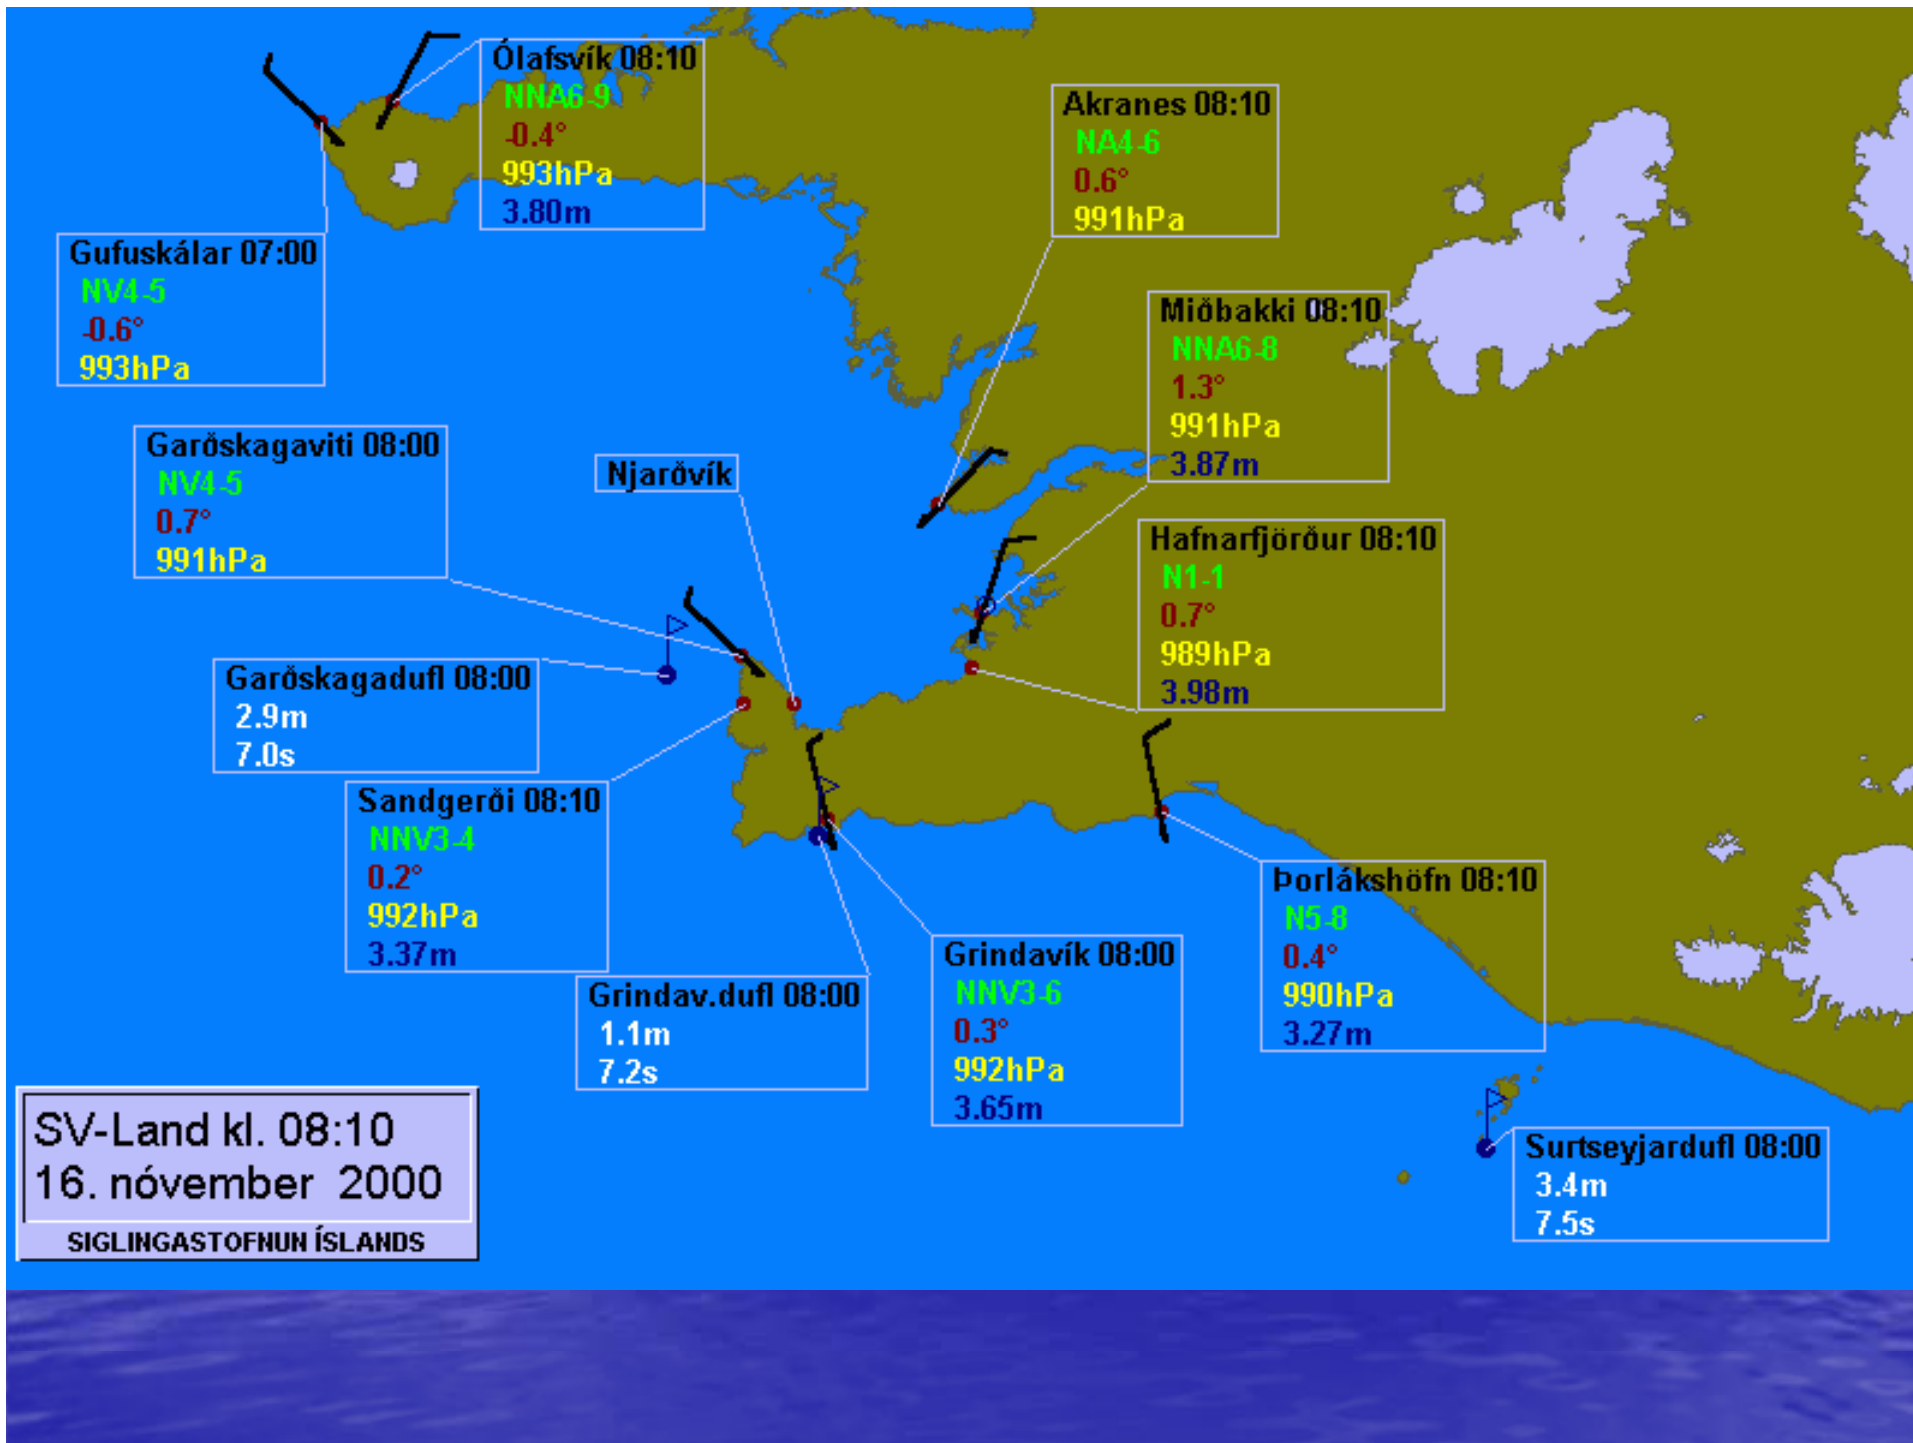 Ólafsvík 08:10
NNA6-9
-0.4°
993hPa
3.80m
Akranes 08:10
NA4-6
0.6°
991hPa
Gufuskálar 07:00
NV4-5
-0.6°
993hPa
Miðbakki 08:10
NNA6-8
1.3°
991hPa
3.87m
Garðskagaviti 08:00
NV4-5
0.7°
991hPa
Njarðvík
Hafnarfjörður 08:10
N1-1
0.7°
989hPa
3.98m
Garðskagadufl 08:00
2.9m
7.0s
Sandgerði 08:10
NNV3-4
0.2°
992hPa
3.37m
Þorlákshöfn 08:10
N5-8
0.4°
990hPa
3.27m
Grindavík 08:00
NNV3-6
0.3°
992hPa
3.65m
Grindav.dufl 08:00
1.1m
7.2s
Surtseyjardufl 08:00
3.4m
7.5s
SV-Land kl. 08:10
16. nóvember 2000
SIGLINGASTOFNUN ÍSLANDS